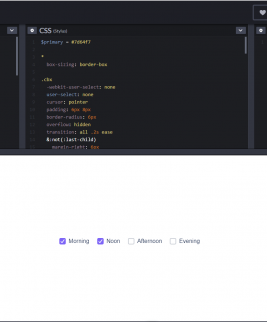 CSS (Stylus)
$primary = #7d84f7
*
box-sizing: border-box
.cbx
-webkit-user-select: none
user-select: none
cursor: pointer
padding: 6px 8px
border-radius: 6px
overflow: hidden
transition: all .2s ease
&:not(:last-child)
margin-right: 6px
Morning Noon Afternoon Evening